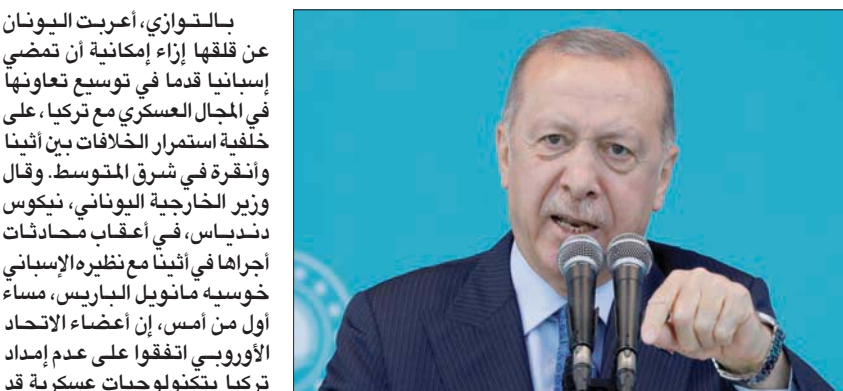 بالتوازي، أعربت اليونان
عن قلقها إزاء إمكانية أن تمضي
إسبانيا قدما في توسيع تعاونها
في المجال العسكري مع تركيا، على
خلفية استمرار الخلافات بين أثينا
وأنقرة في شرق المتوسط. وقال
وزير الخارجية اليوناني، نيكوس
دندياس، في أعقاب محادثات
أجراها في أثينا مع نظيره الإسباني
خوسيه مانويل الباريس، مساء
أول من أمس، إن أعضاء الاتحاد
الأوروبي اتفقوا على عدم إمداد
تركيا بتكنولوجيات عسكرية قد